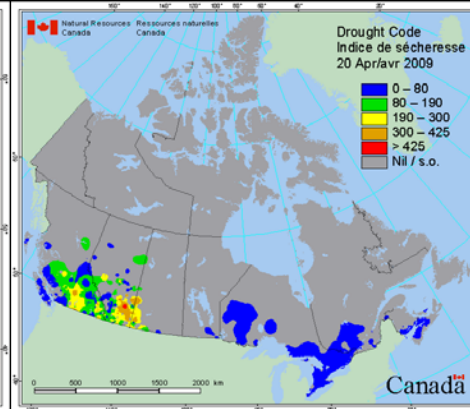 Natural Resources Ressources naturelles
Canada Canada
Drought Code
Indice de sécheresse
20 Apr/avr 2009
0 – 80
80 – 190
190 – 300
300 – 425
> 425
Nil / s.o.
0 500 1000 1500 2000 km
Canada